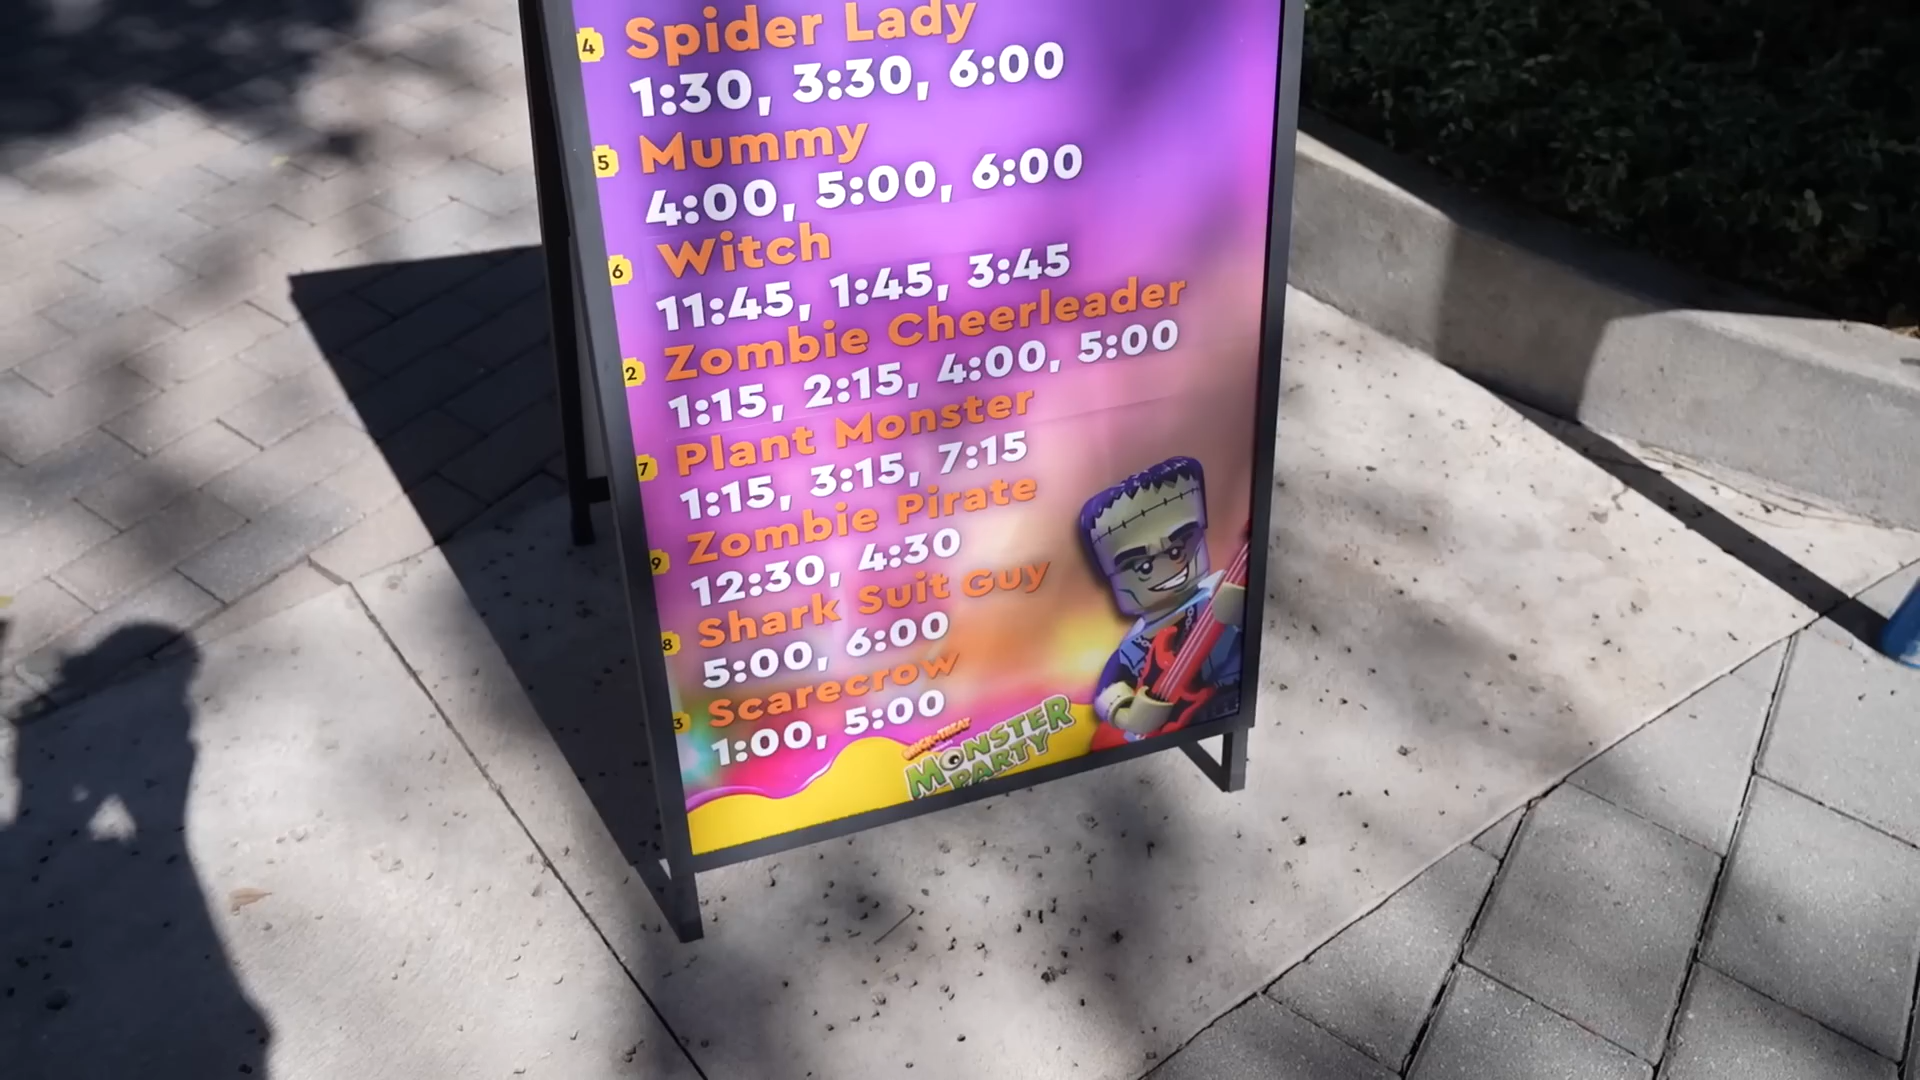 4 Spider Lady
1:30, 3:30, 6:00
5 Mummy
4:00, 5:00, 6:00
6 Witch
11:45, 1:45, 3:45
2 Zombie Cheerleader
1:15, 2:15, 4:00, 5:00
7 Plant Monster
1:15, 3:15, 7:15
9 Zombie Pirate
12:30, 4:30
8 Shark Suit Guy
5:00, 6:00
3 Scarecrow
1:00, 5:00
BRICK-OR-TREAT
MONSTER
PARTY